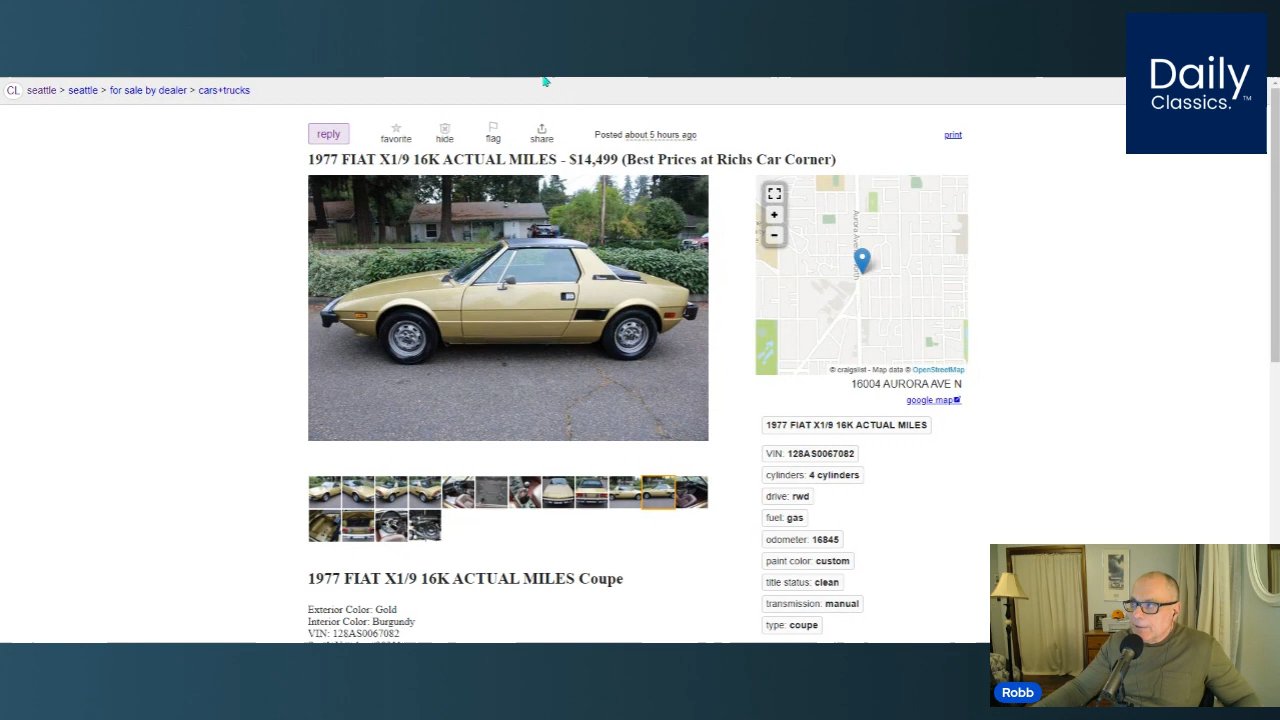 Daily
Classics.™
CL seattle > seattle > for sale by dealer > cars+trucks
reply
favorite
hide
flag
share
Posted about 5 hours ago
print
1977 FIAT X1/9 16K ACTUAL MILES - $14,499 (Best Prices at Richs Car Corner)
+
−
Aurora Ave North
© craigslist - Map data © OpenStreetMap
16004 AURORA AVE N
google map
1977 FIAT X1/9 16K ACTUAL MILES
VIN: 128AS0067082
cylinders: 4 cylinders
drive: rwd
fuel: gas
odometer: 16845
paint color: custom
title status: clean
transmission: manual
type: coupe
1977 FIAT X1/9 16K ACTUAL MILES Coupe
Exterior Color: Gold
Interior Color: Burgundy
VIN: 128AS0067082
Robb